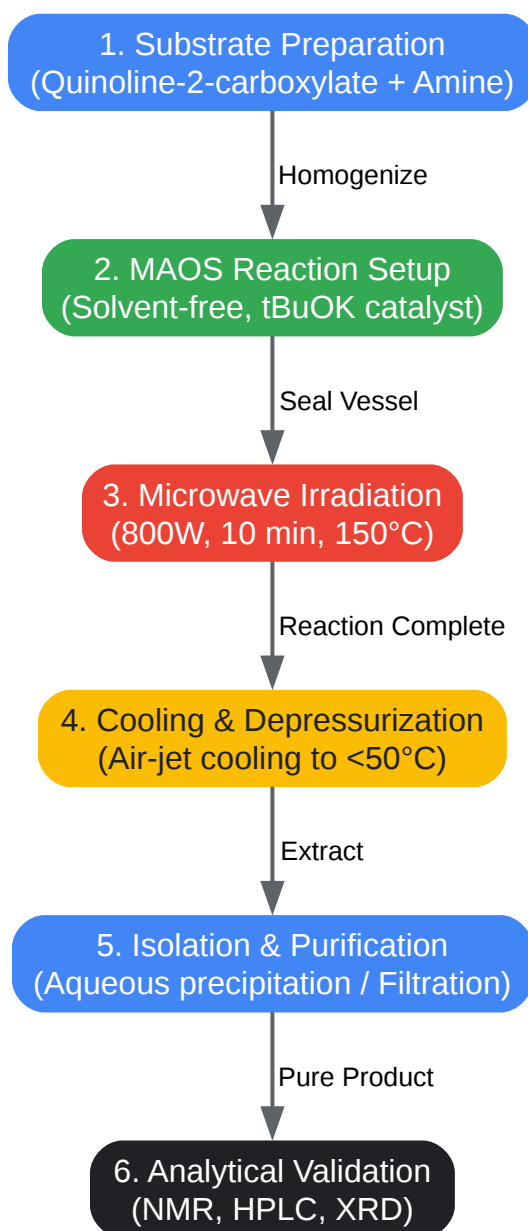 1. Substrate Preparation
(Quinoline-2-carboxylate + Amine)
Homogenize
2. MAOS Reaction Setup
(Solvent-free, tBuOK catalyst)
Seal Vessel
3. Microwave Irradiation
(800W, 10 min, 150°C)
Reaction Complete
4. Cooling & Depressurization
(Air-jet cooling to <50°C)
Extract
5. Isolation & Purification
(Aqueous precipitation / Filtration)
Pure Product
6. Analytical Validation
(NMR, HPLC, XRD)